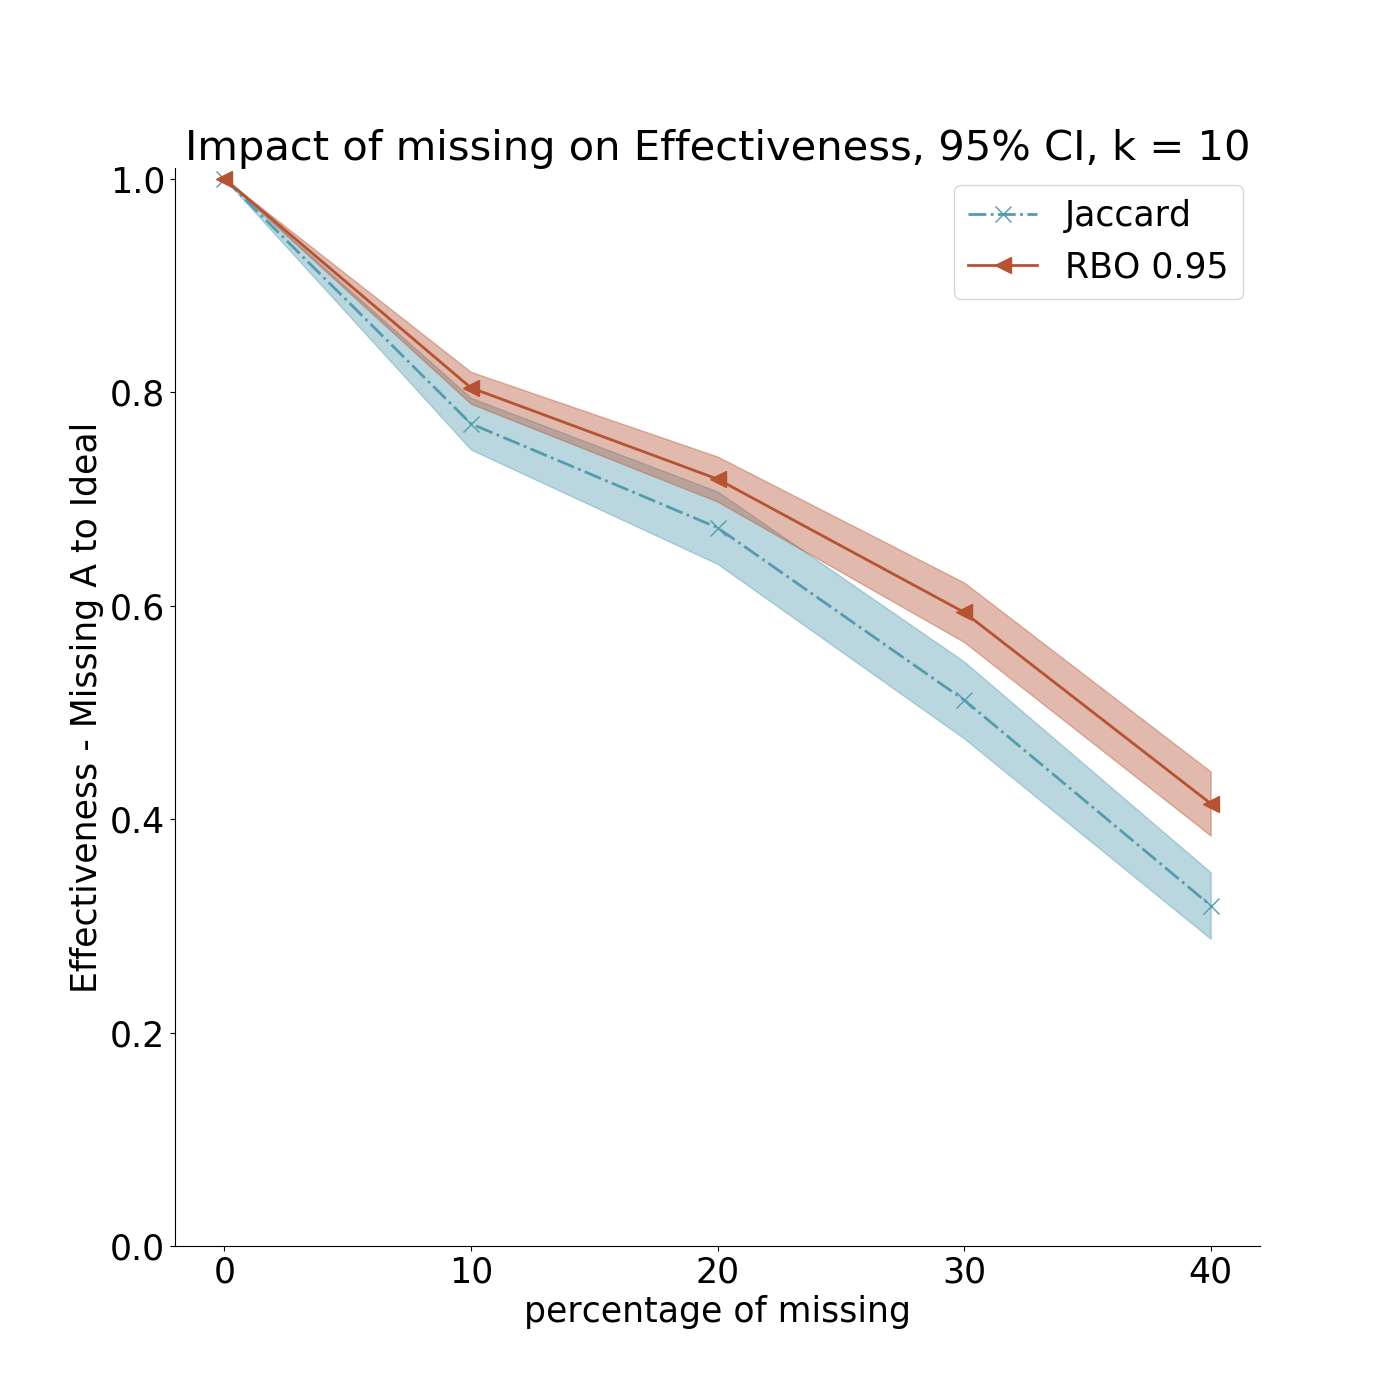 Impact of missing on Effectiveness, 95% CI, k = 10
Jaccard
RBO 0.95
Effectiveness - Missing A to Ideal
1.0
0.8
0.6
0.4
0.2
0.0
0 10 20 30 40
percentage of missing